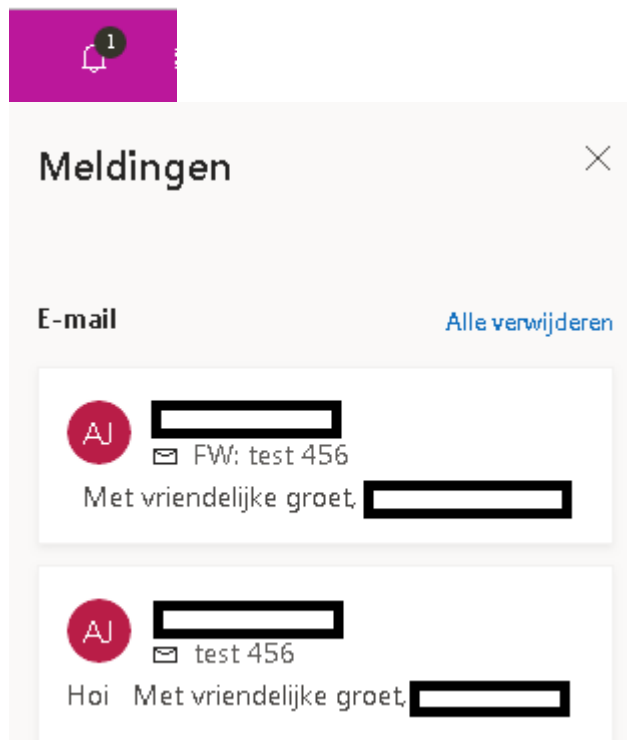 1
Meldingen
E-mail
Alle verwijderen
AJ
FW: test 456
Met vriendelijke groet,
AJ
test 456
Hoi Met vriendelijke groet,